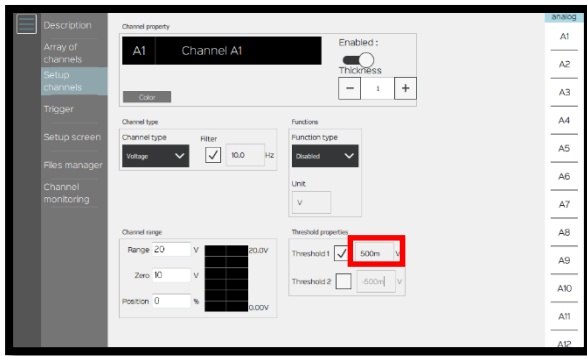 Description
Array of
channels
Setup
channels
Trigger
Setup screen
Files manager
Channel
monitoring
Channel property
A1 Channel A1
Color
Enabled :
Thickness
− 1 +
Channel type
Channel type
Filter
Voltage
10.0 Hz
Functions
Function type
Disabled
Unit
V
Channel range
Range 20 V
Zero 10 V
Position 0 %
20.0V
0.00V
Threshold properties
Threshold 1 500m V
Threshold 2 -500m V
analog
A1
A2
A3
A4
A5
A6
A7
A8
A9
A10
A11
A12